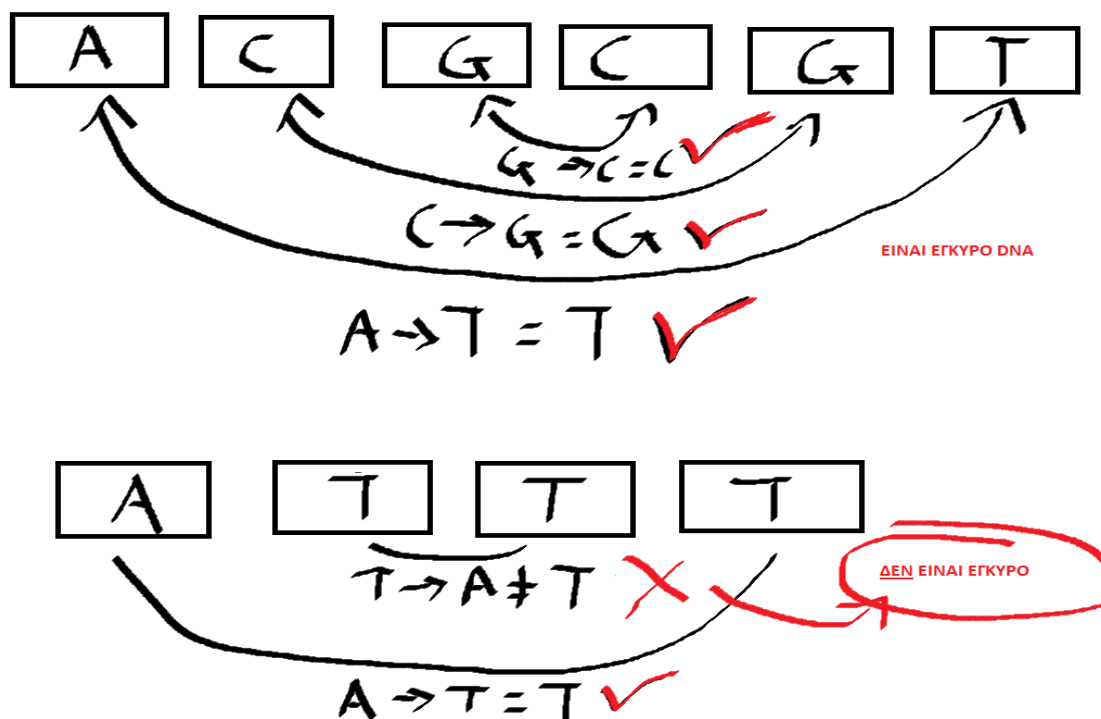 A C G C G T
G → C = C ✓
C → G = G ✓
ΕΙΝΑΙ ΕΓΚΥΡΟ DNA
A → T = T ✓
A T T T
T → A ≠ T ✗
ΔΕΝ ΕΙΝΑΙ ΕΓΚΥΡΟ
A → T = T ✓